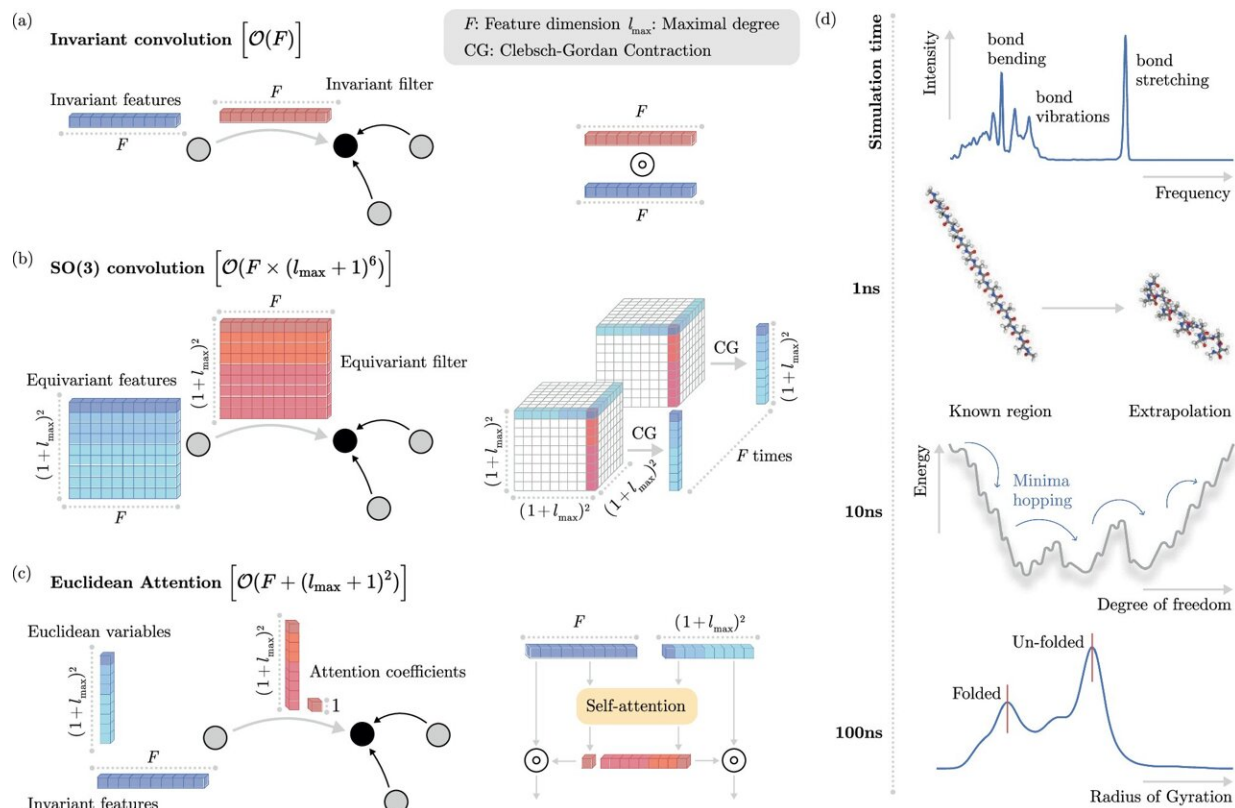 (a)
Invariant convolution [𝒪(F)]
F: Feature dimension l_max: Maximal degree
CG: Clebsch-Gordan Contraction
Invariant features
F
F
Invariant filter
F
F
(b)
SO(3) convolution [𝒪(F × (l_max + 1)^6)]
F
(1+l_max)^2
Equivariant filter
Equivariant features
(1+l_max)^2
F
CG
(1+l_max)^2
CG
F times
(1+l_max)^2
(1+l_max)^2
(1+l_max)^2
(c)
Euclidean Attention [𝒪(F + (l_max + 1)^2)]
Euclidean variables
(1+l_max)^2
(1+l_max)^2
Attention coefficients
1
F
Invariant features
F
(1+l_max)^2
Self-attention
(d)
Simulation time
1ns
10ns
100ns
Intensity
bond
bending
bond
vibrations
bond
stretching
Frequency
Known region
Extrapolation
Energy
Minima
hopping
Degree of freedom
Un-folded
Folded
Radius of Gyration